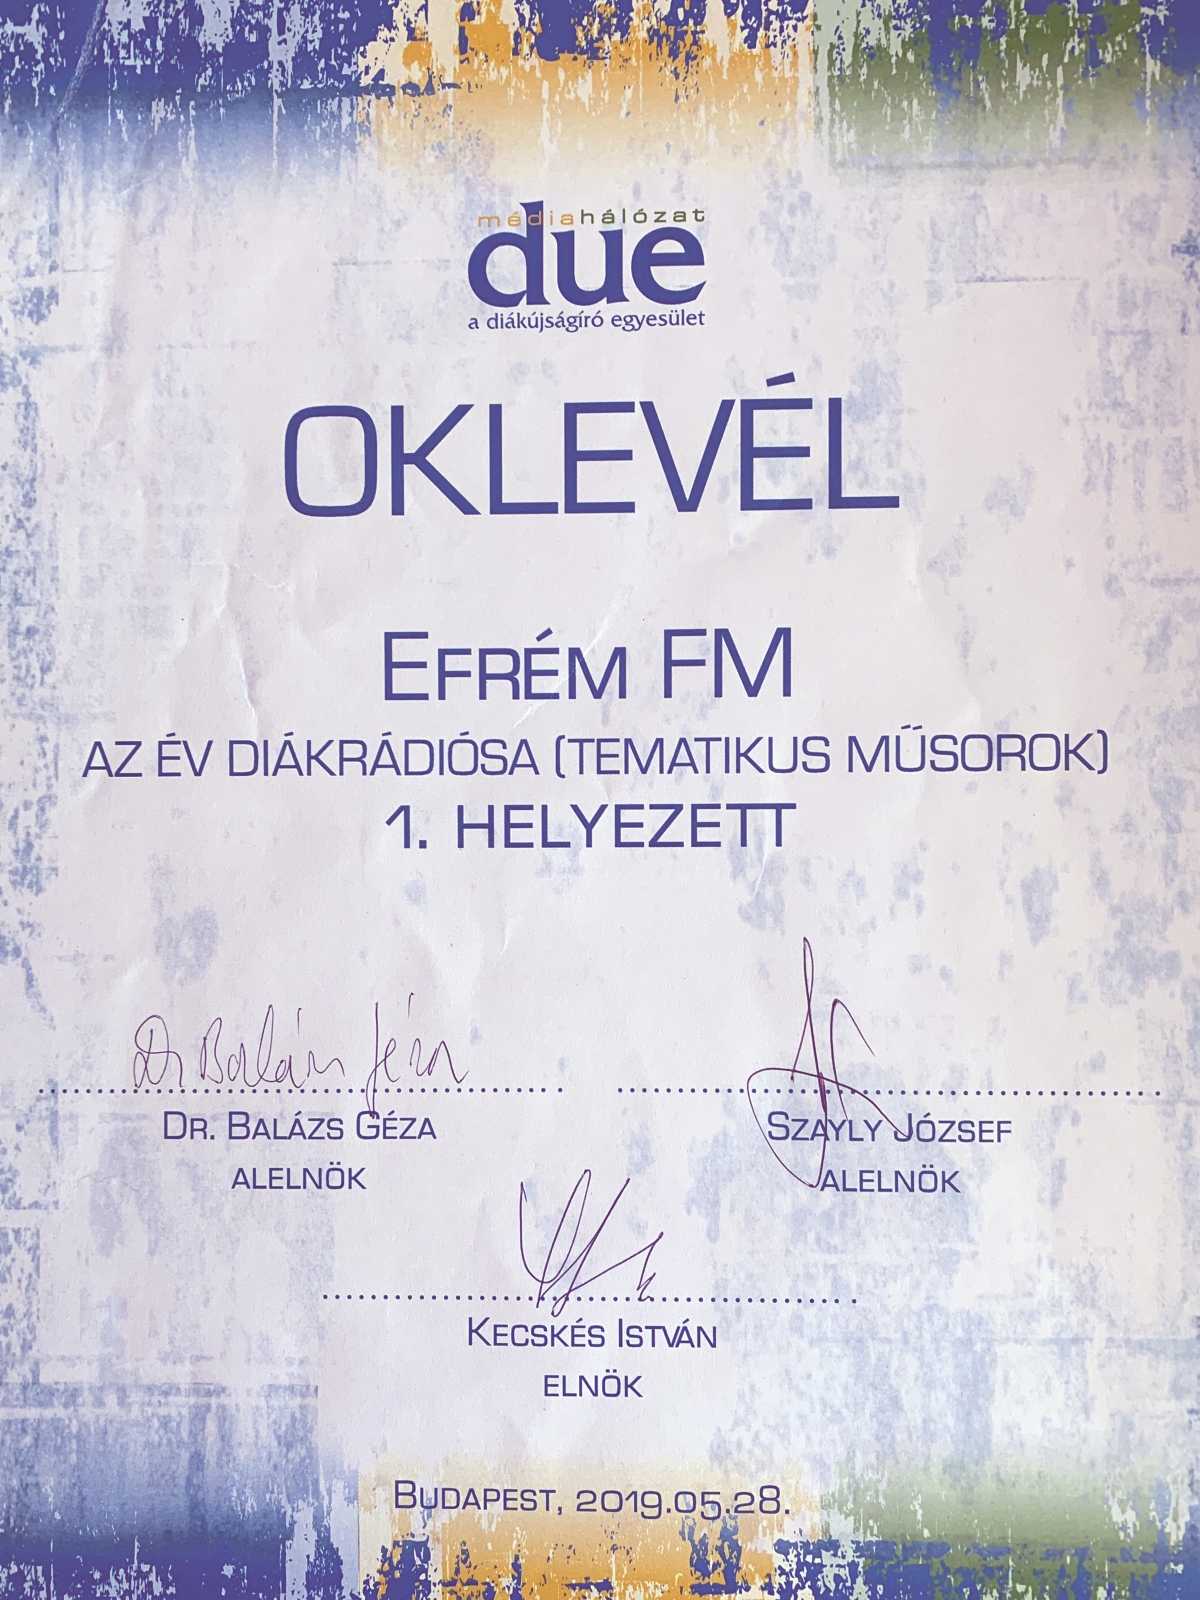 médiahálózat
due
a diákújságíró egyesület
OKLEVÉL
EFRÉM FM
AZ ÉV DIÁKRÁDIÓSA (TEMATIKUS MŰSOROK)
1. HELYEZETT
Dr Balázs Géza
DR. BALÁZS GÉZA
SZAYLY JÓZSEF
ALELNÖK
ALELNÖK
KECSKÉS ISTVÁN
ELNÖK
BUDAPEST, 2019.05.28.